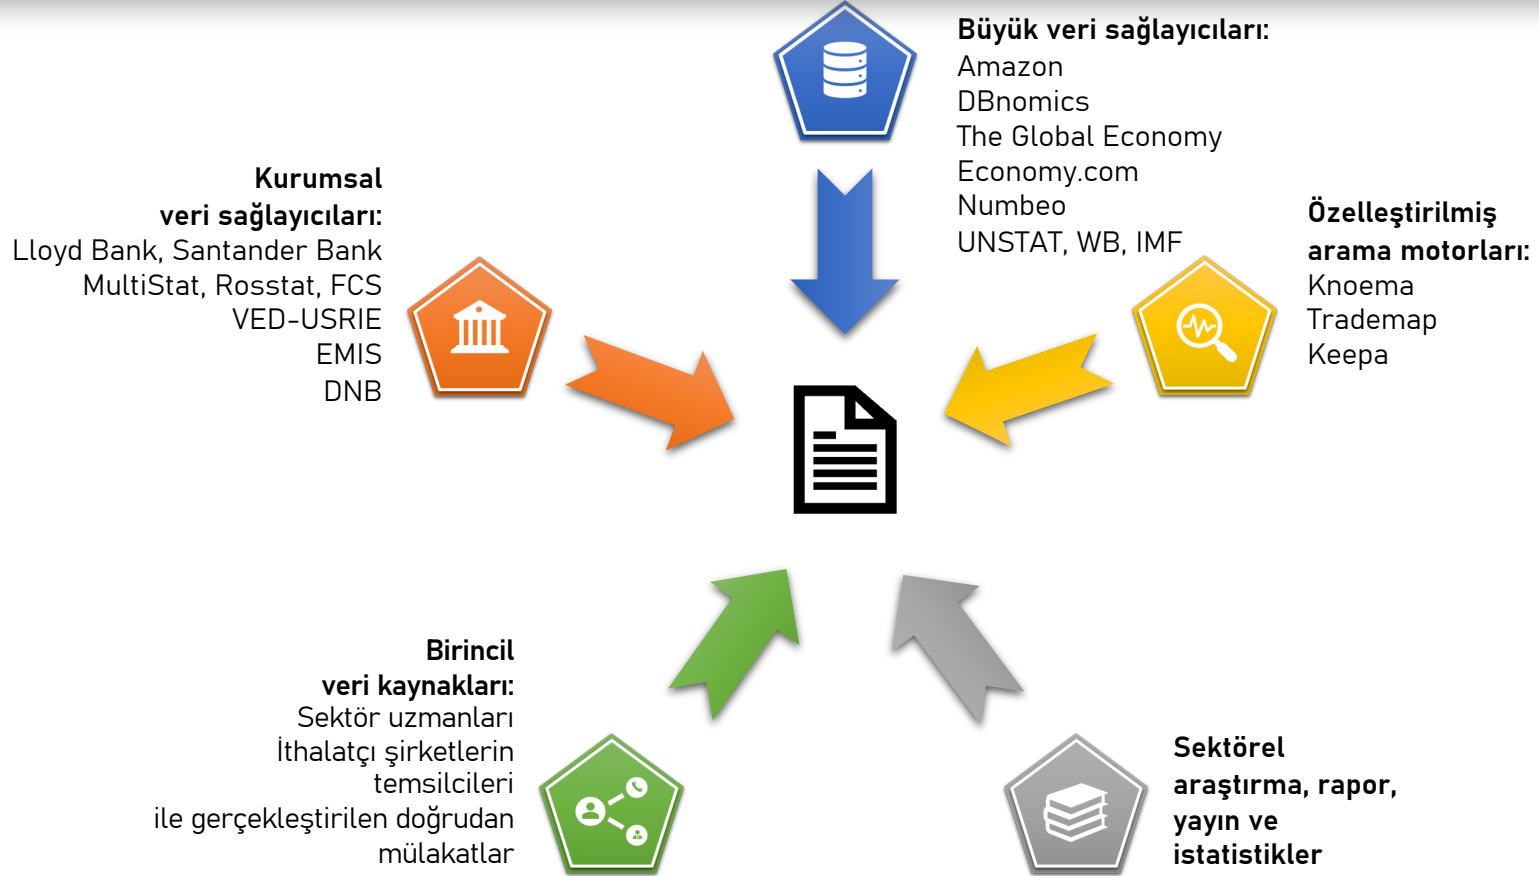 Büyük veri sağlayıcıları:
Amazon
DBnomics
The Global Economy
Economy.com
Numbeo
UNSTAT, WB, IMF
Kurumsal
veri sağlayıcıları:
Lloyd Bank, Santander Bank
MultiStat, Rosstat, FCS
VED-USRIE
EMIS
DNB
Özelleştirilmiş
arama motorları:
Knoema
Trademap
Keepa
Birincil
veri kaynakları:
Sektör uzmanları
İthalatçı şirketlerin
temsilcileri
ile gerçekleştirilen doğrudan
mülakatlar
Sektörel
araştırma, rapor,
yayın ve
istatistikler